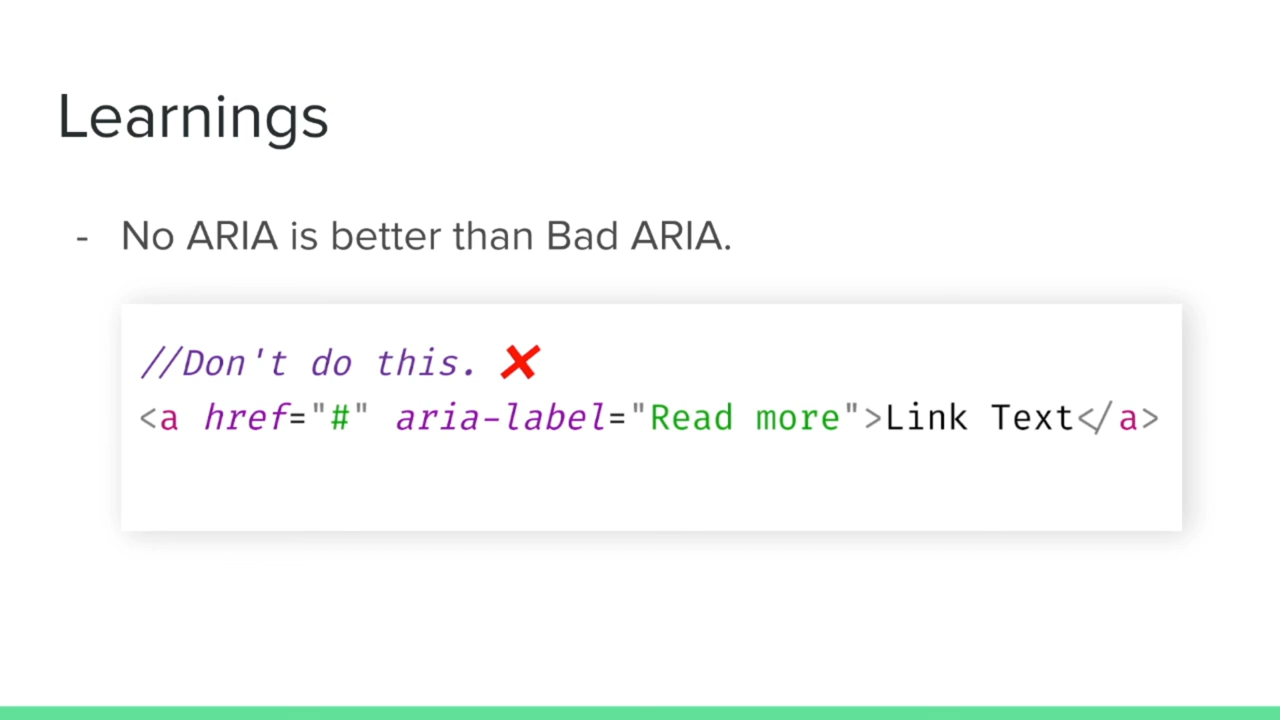 Learnings
- No ARIA is better than Bad ARIA.
//Don't do this. ❌
<a href="#" aria-label="Read more">Link Text</a>